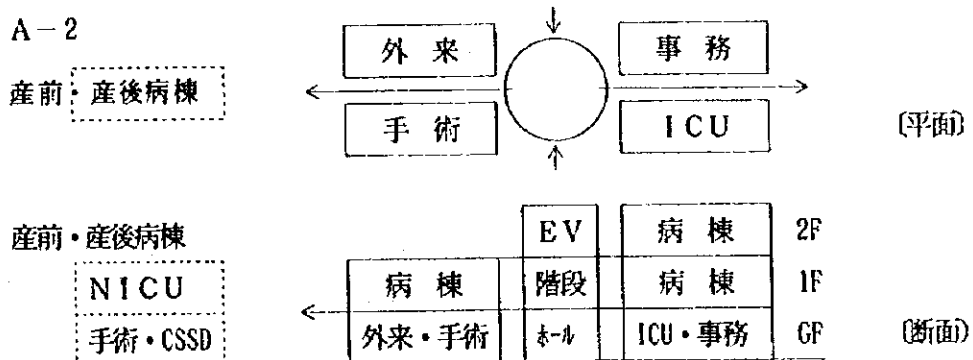 A-2
外来 事務
産前・産後病棟
手術 ICU 〔平面〕
産前・産後病棟 EV 病棟 2F
NICU 病棟 階段 病棟 1F
手術・CSSD 外来・手術 ホール ICU・事務 GF 〔断面〕